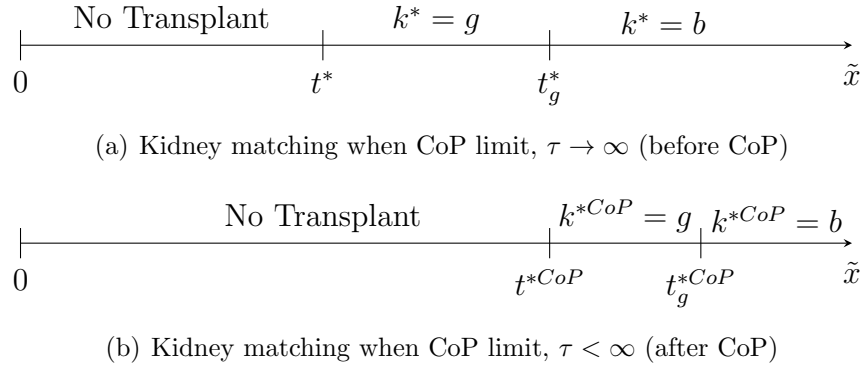 No Transplant k* = g k* = b
0 t* t*_g x̃
(a) Kidney matching when CoP limit, τ → ∞ (before CoP)
No Transplant k*CoP = g k*CoP = b
0 t*CoP t*CoP_g x̃
(b) Kidney matching when CoP limit, τ < ∞ (after CoP)